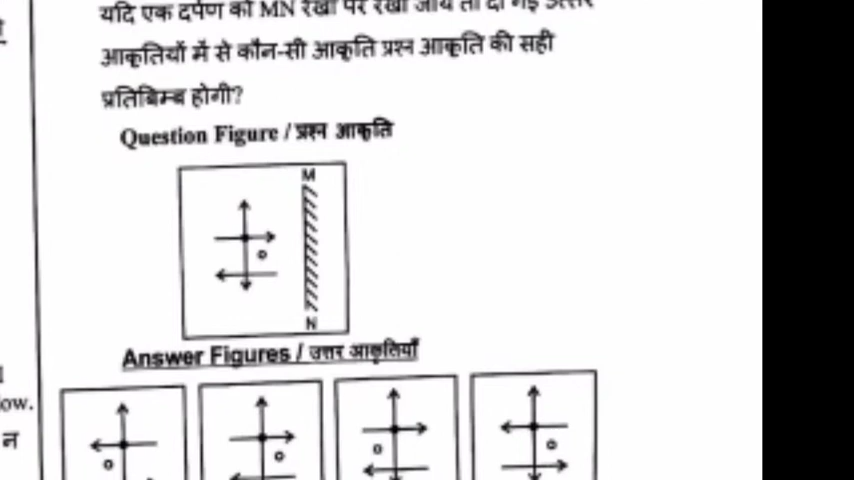 यदि एक दर्पण को MN रेखा पर रखा जाये तो दी गई उत्तर
आकृतियों में से कौन-सी आकृति प्रश्न आकृति की सही
प्रतिबिम्ब होगी?
Question Figure / प्रश्न आकृति
M
o
N
Answer Figures / उत्तर आकृतियाँ
ow.
न
o o o o